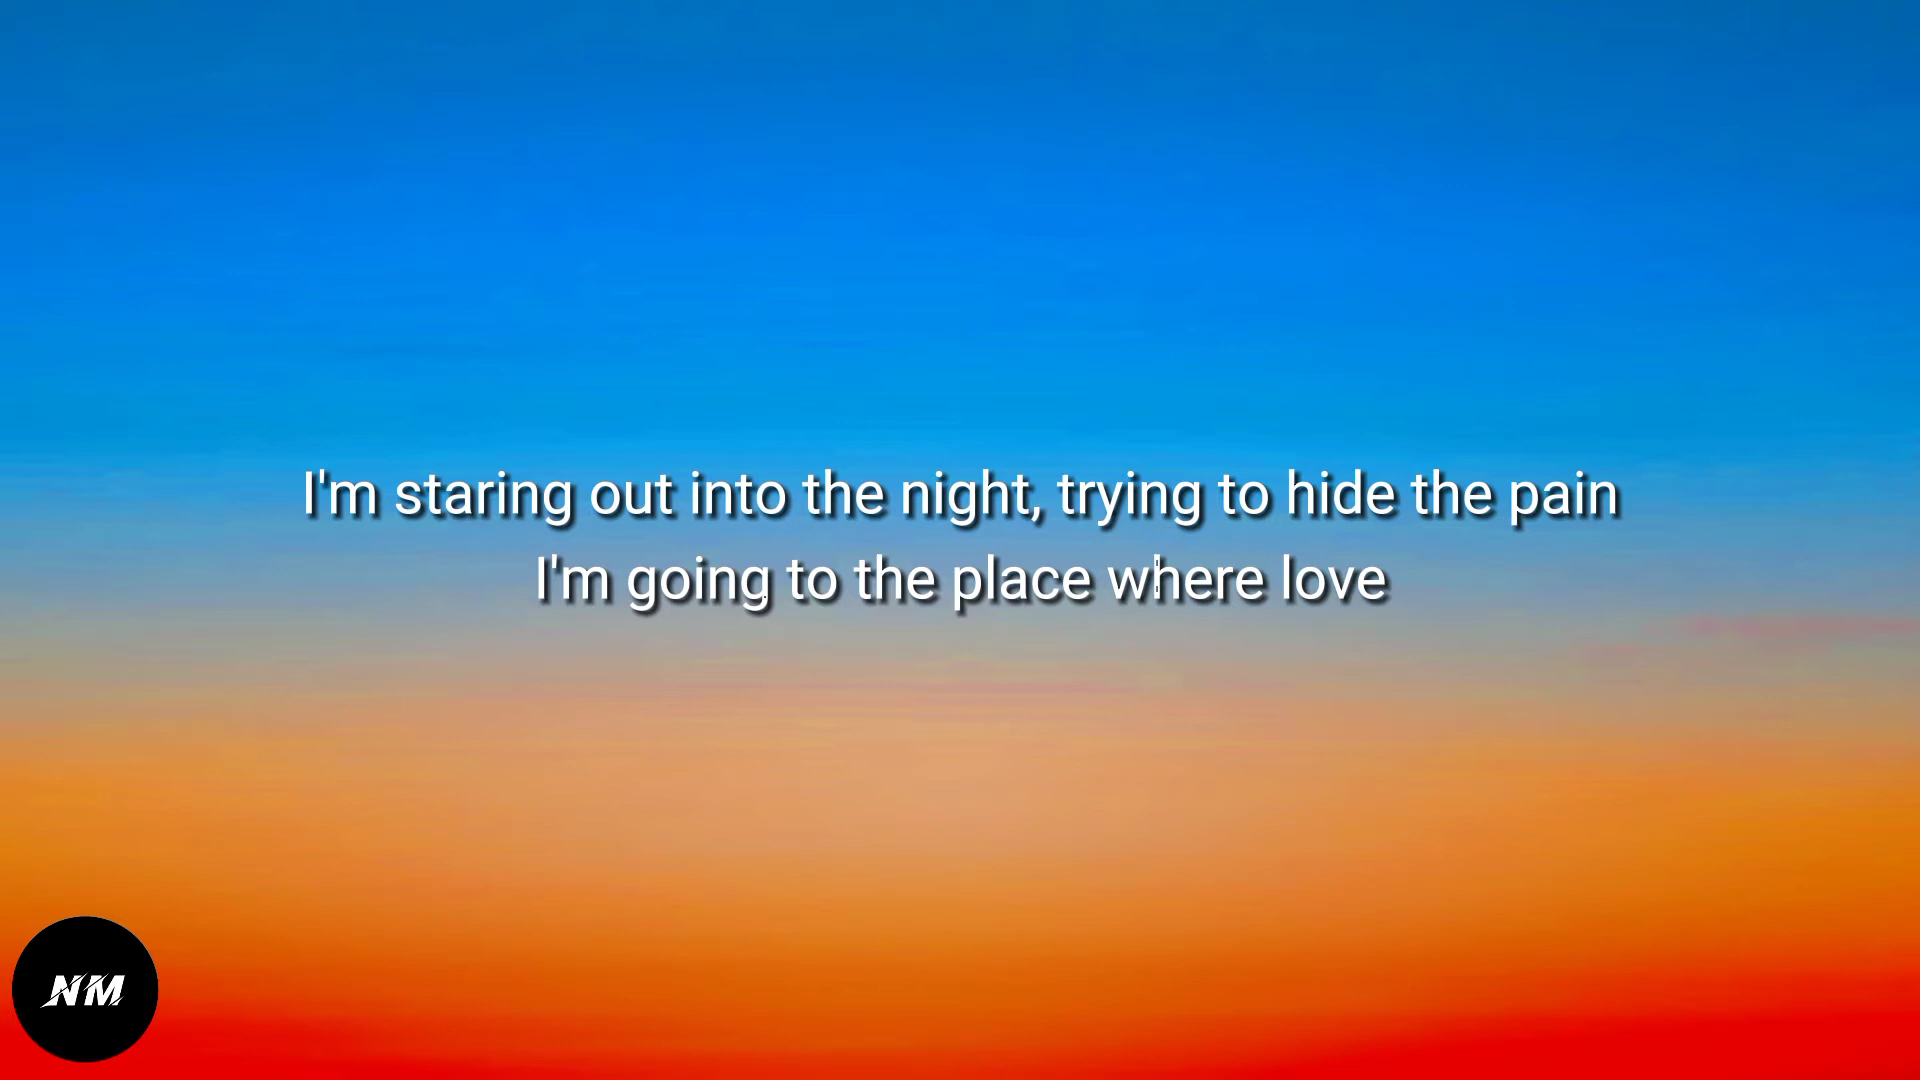 I'm staring out into the night, trying to hide the pain
I'm going to the place where love
NM